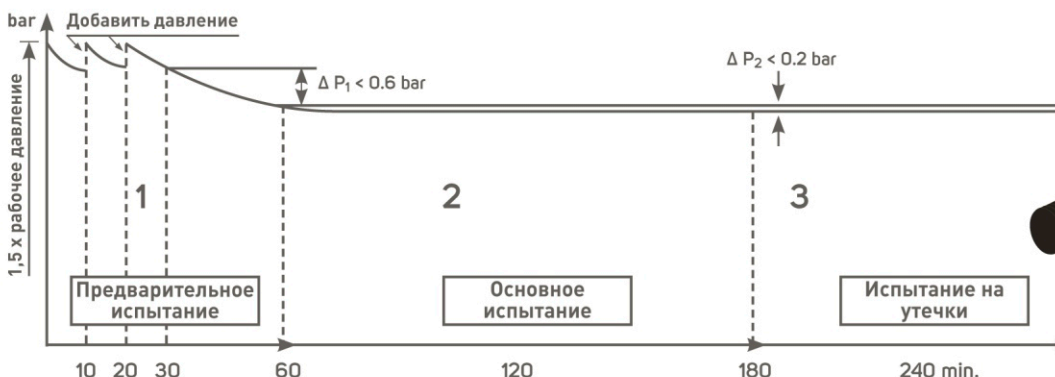 bar
Добавить давление
1,5 x рабочее давление
Δ P₁ < 0.6 bar
Δ P₂ < 0.2 bar
1
2
3
Предварительное
испытание
Основное
испытание
Испытание на
утечки
10 20 30 60 120 180 240 min.